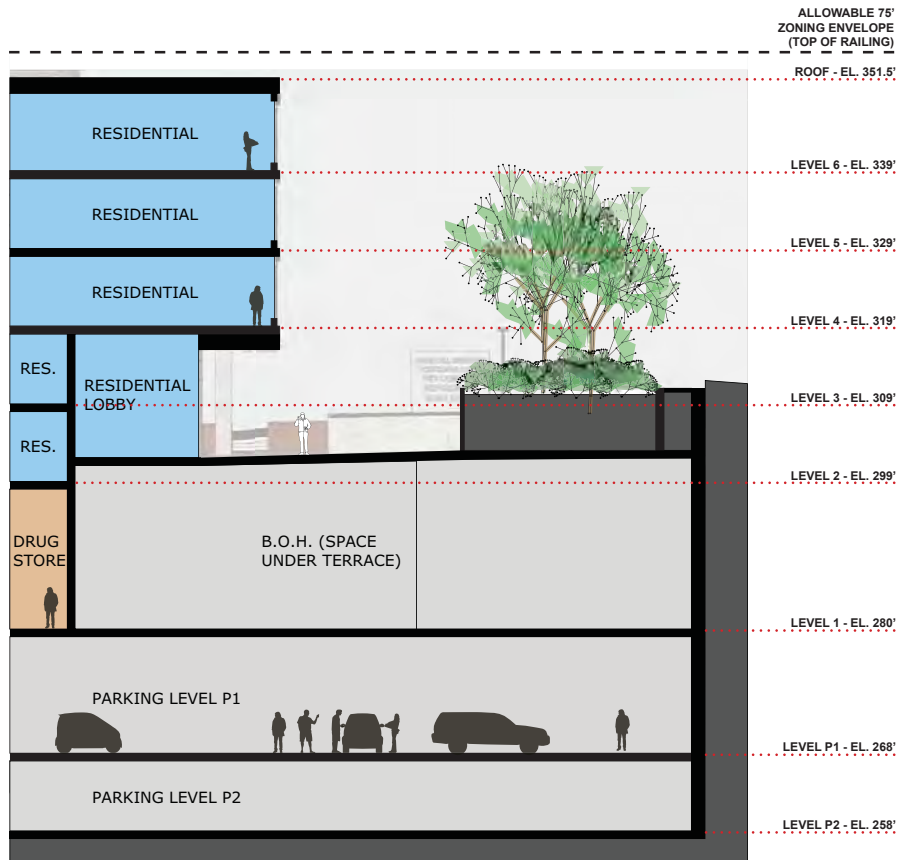 ALLOWABLE 75'
ZONING ENVELOPE
(TOP OF RAILING)
ROOF - EL. 351.5'
RESIDENTIAL
LEVEL 6 - EL. 339'
RESIDENTIAL
LEVEL 5 - EL. 329'
RESIDENTIAL
LEVEL 4 - EL. 319'
RES.
RESIDENTIAL
LOBBY
LEVEL 3 - EL. 309'
RES.
LEVEL 2 - EL. 299'
DRUG
STORE
B.O.H. (SPACE
UNDER TERRACE)
LEVEL 1 - EL. 280'
PARKING LEVEL P1
LEVEL P1 - EL. 268'
PARKING LEVEL P2
LEVEL P2 - EL. 258'